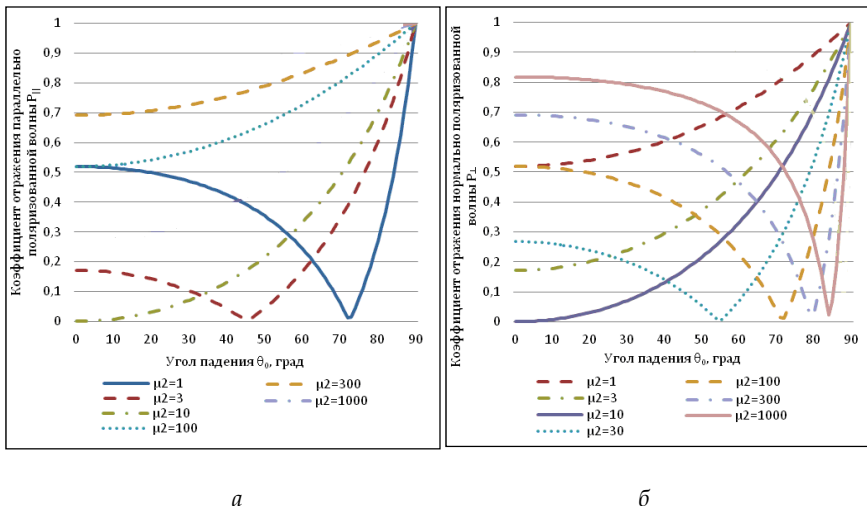 Коэффициент отражения параллельно
поляризованной волны P||
1
0,9
0,8
0,7
0,6
0,5
0,4
0,3
0,2
0,1
0
0 10 20 30 40 50 60 70 80 90
Угол падения θ0, град
μ2=1
μ2=300
μ2=3
μ2=1000
μ2=10
μ2=100
Коэффициент отражения нормально поляризованной
волны P⊥
1
0,9
0,8
0,7
0,6
0,5
0,4
0,3
0,2
0,1
0
0 10 20 30 40 50 60 70 80 90
Угол падения θ0, град
μ2=1
μ2=100
μ2=3
μ2=300
μ2=10
μ2=1000
μ2=30
а
б